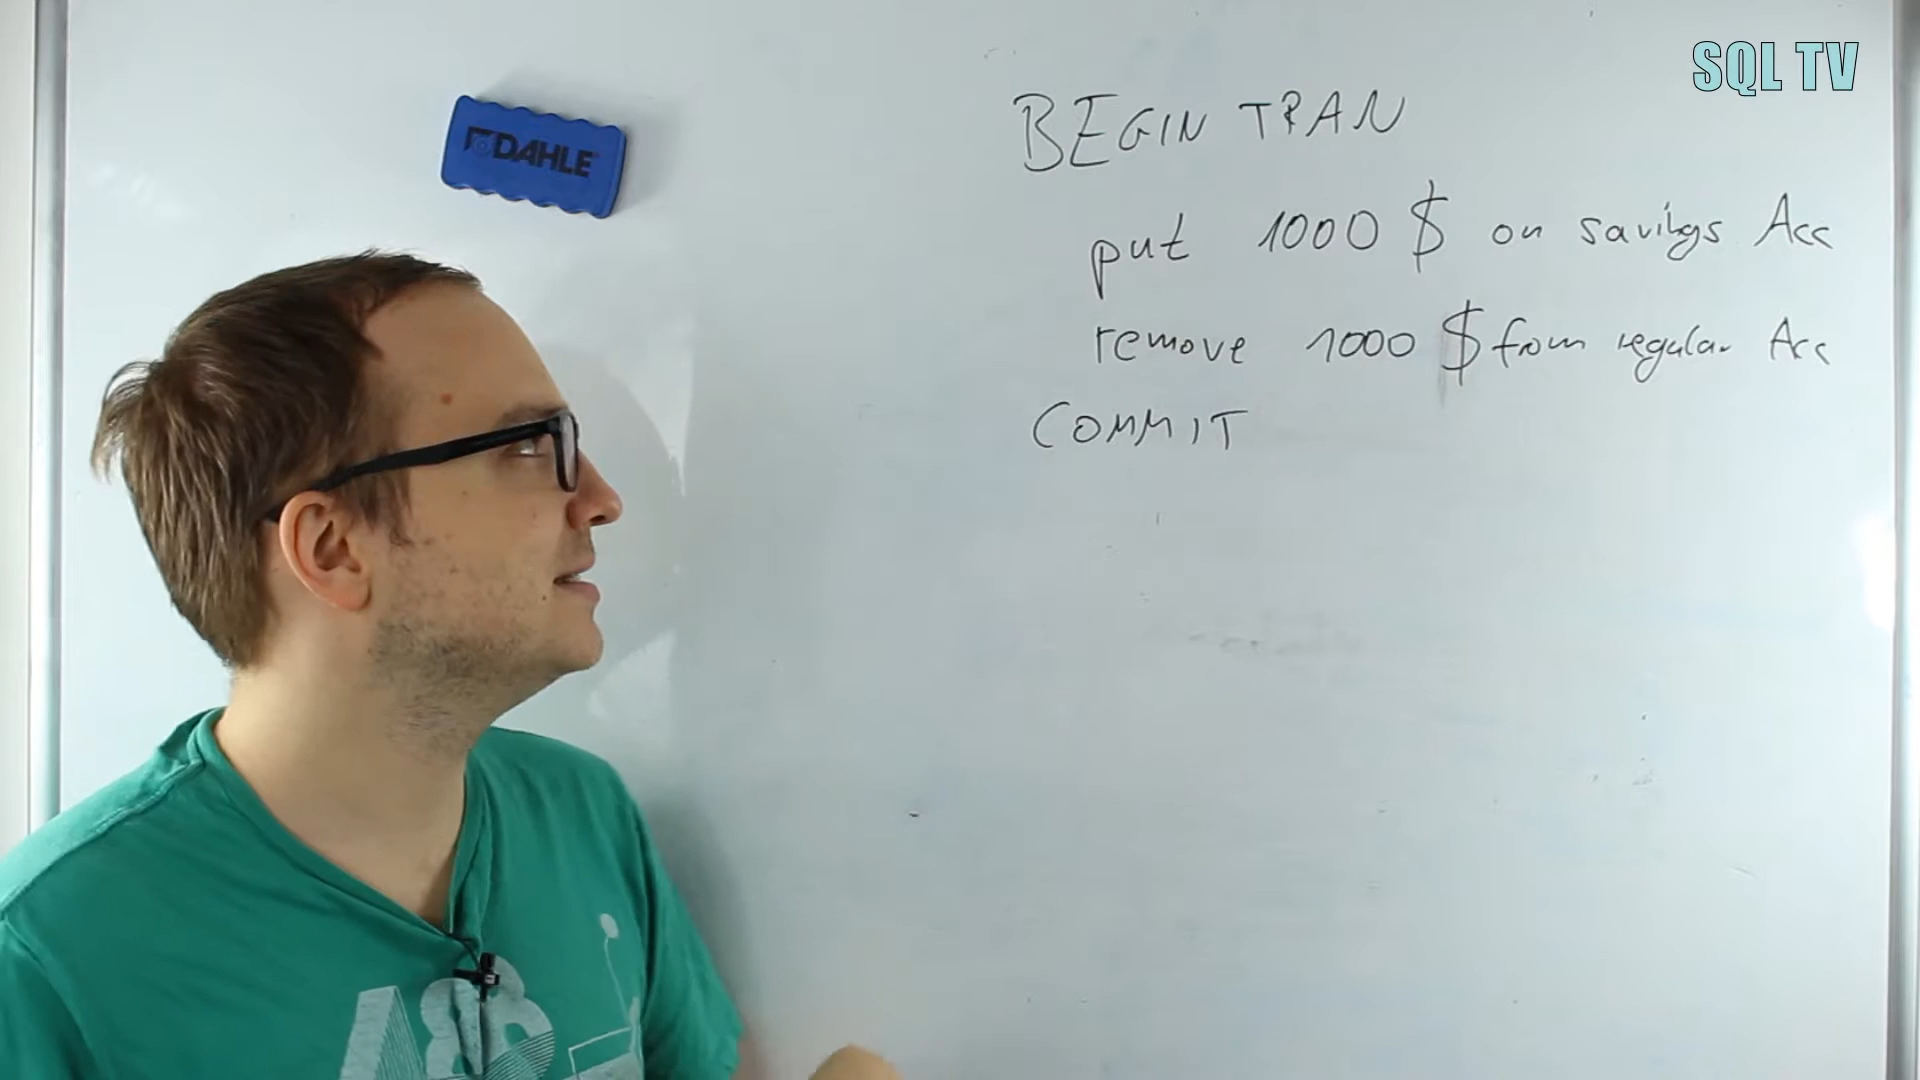 SQL TV
DAHLE
BEGIN TRAN
put 1000 $ on savings Acc
remove 1000 $ from regular Acc
COMMIT